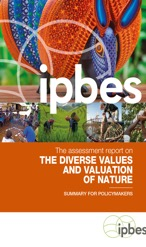 ipbes
The assessment report on
THE DIVERSE VALUES
AND VALUATION
OF NATURE
SUMMARY FOR POLICYMAKERS
ipbes